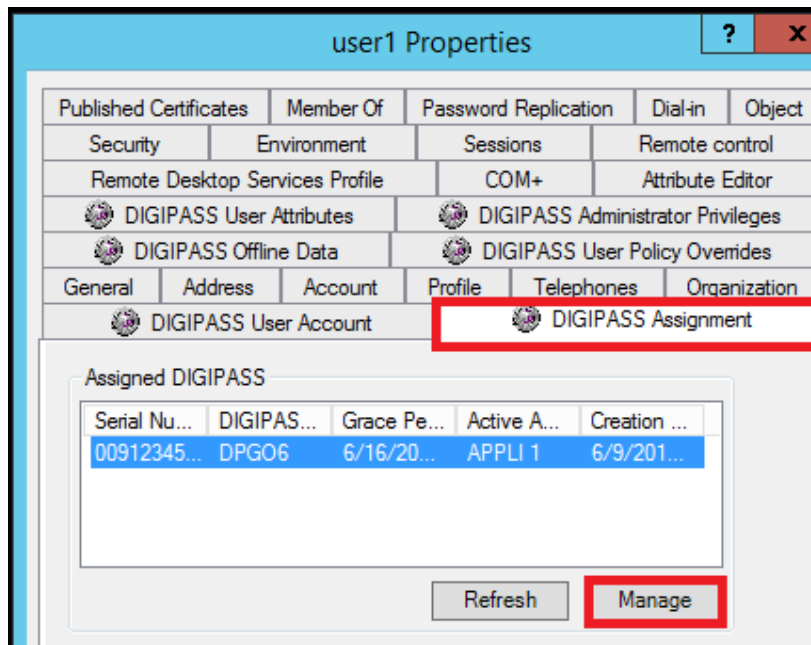 user1 Properties ? x
Published Certificates Member Of Password Replication Dial-in Object
Security Environment Sessions Remote control
Remote Desktop Services Profile COM+ Attribute Editor
DIGIPASS User Attributes DIGIPASS Administrator Privileges
DIGIPASS Offline Data DIGIPASS User Policy Overrides
General Address Account Profile Telephones Organization
DIGIPASS User Account DIGIPASS Assignment
Assigned DIGIPASS
Serial Nu... DIGIPAS... Grace Pe... Active A... Creation ...
00912345... DPGO6 6/16/20... APPLI 1 6/9/201...
Refresh Manage